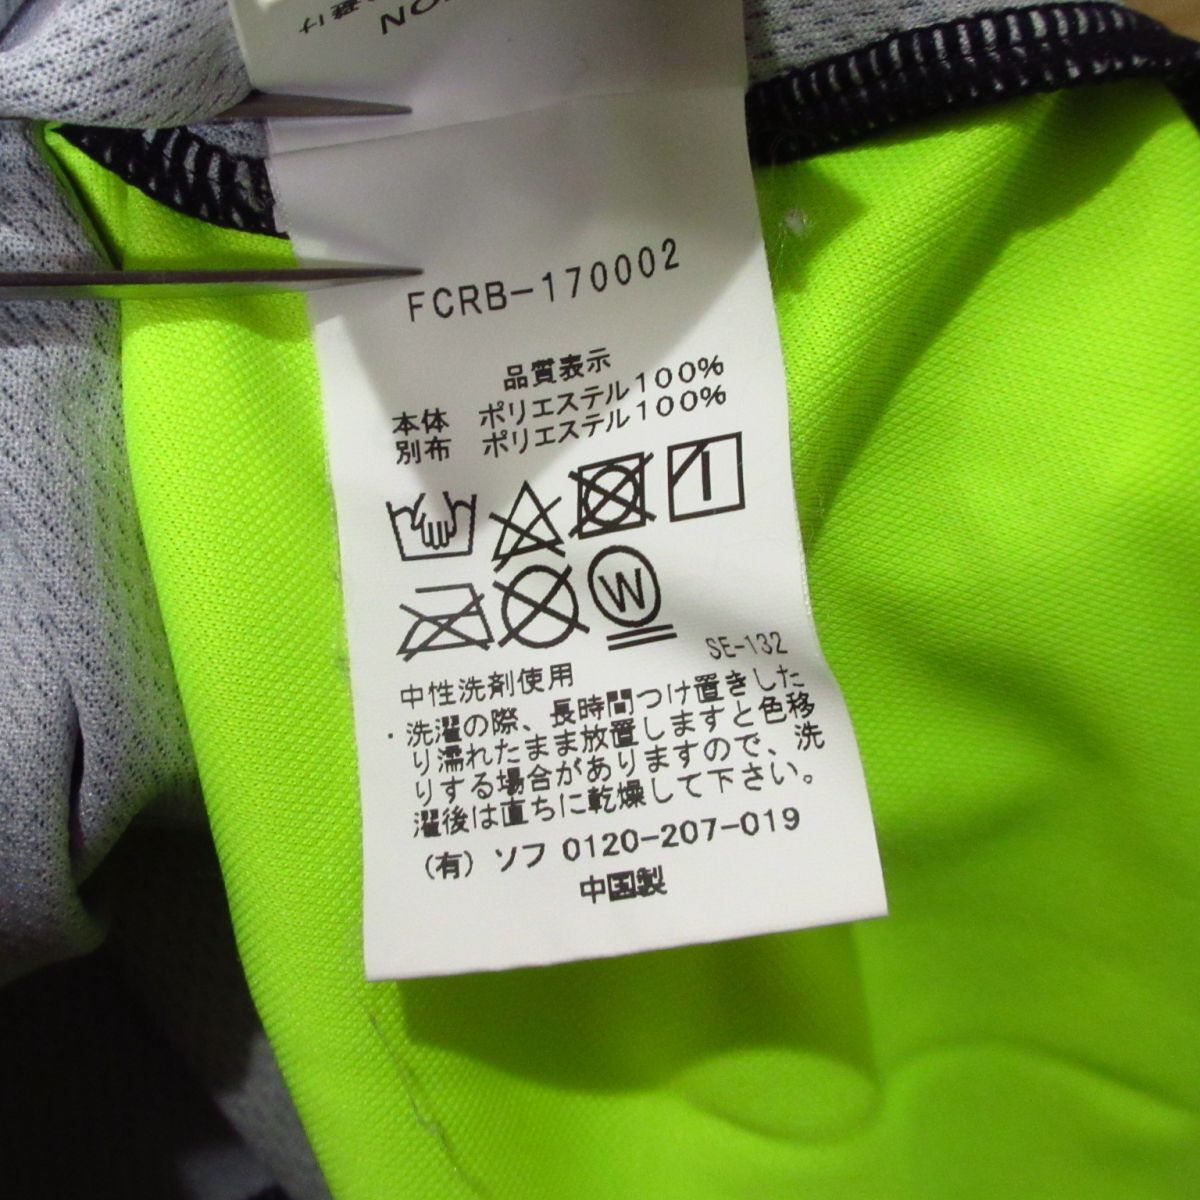 NOIL
FCRB-170002
品質表示
本体 ポリエステル100%
別布 ポリエステル100%
W
SE-132
中性洗剤使用
・洗濯の際、長時間つけ置きした
り濡れたまま放置しますと色移
りする場合がありますので、洗
濯後は直ちに乾燥して下さい。
(有) ソフ 0120-207-019
中国製